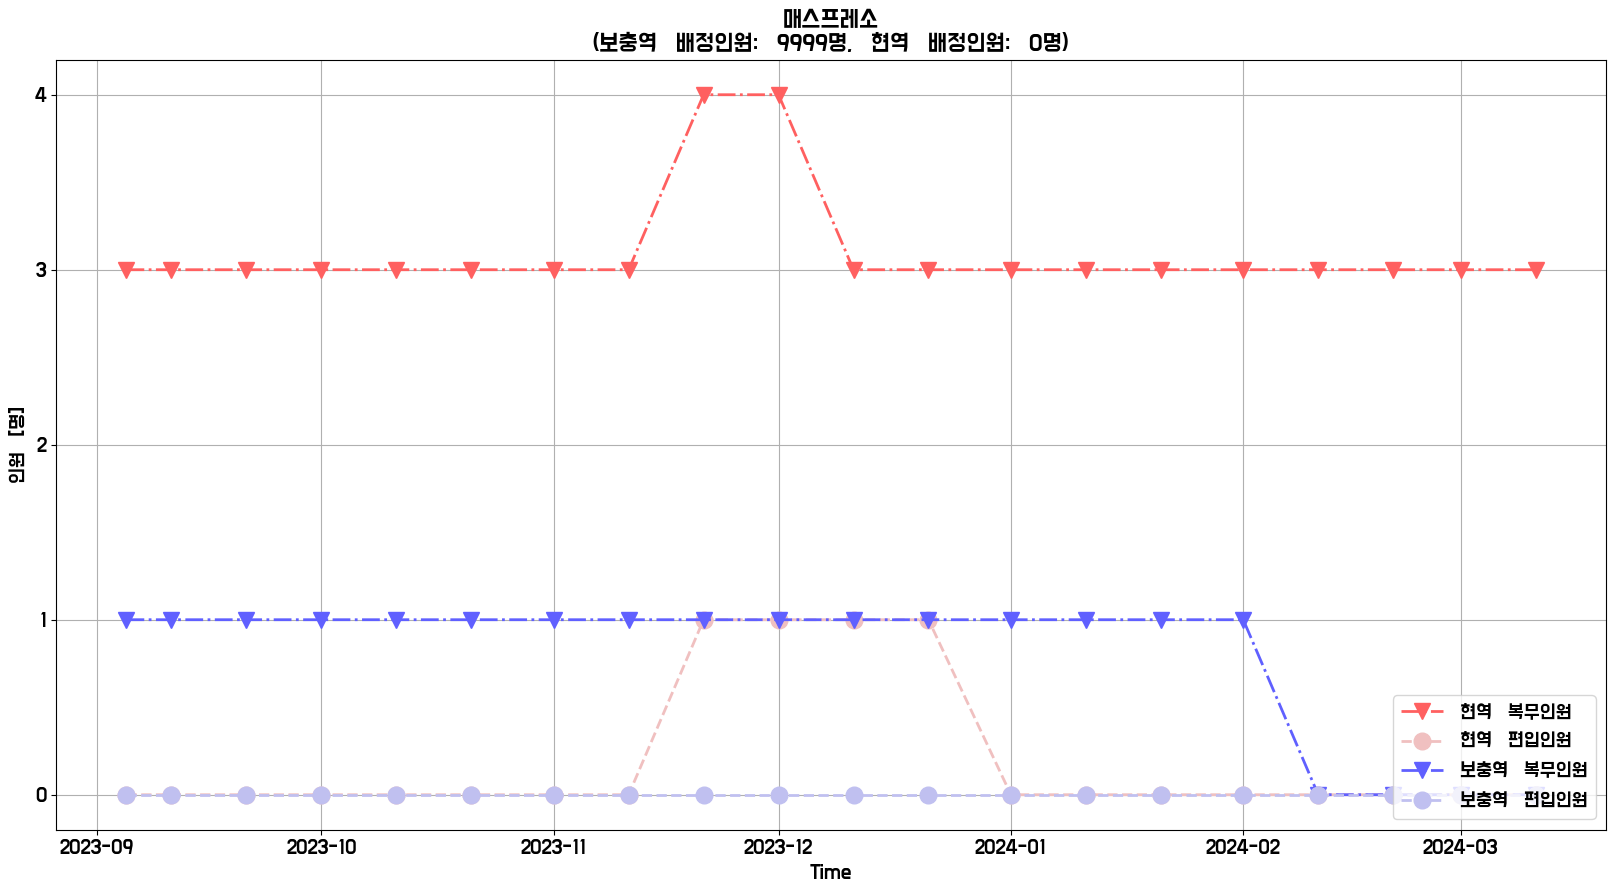 매스프레소
(보충역 배정인원: 9999명, 현역 배정인원: 0명)
4
3
2
1
0
인원 [명]
2023-09
2023-10
2023-11
2023-12
2024-01
2024-02
2024-03
Time
현역 복무인원
현역 편입인원
보충역 복무인원
보충역 편입인원